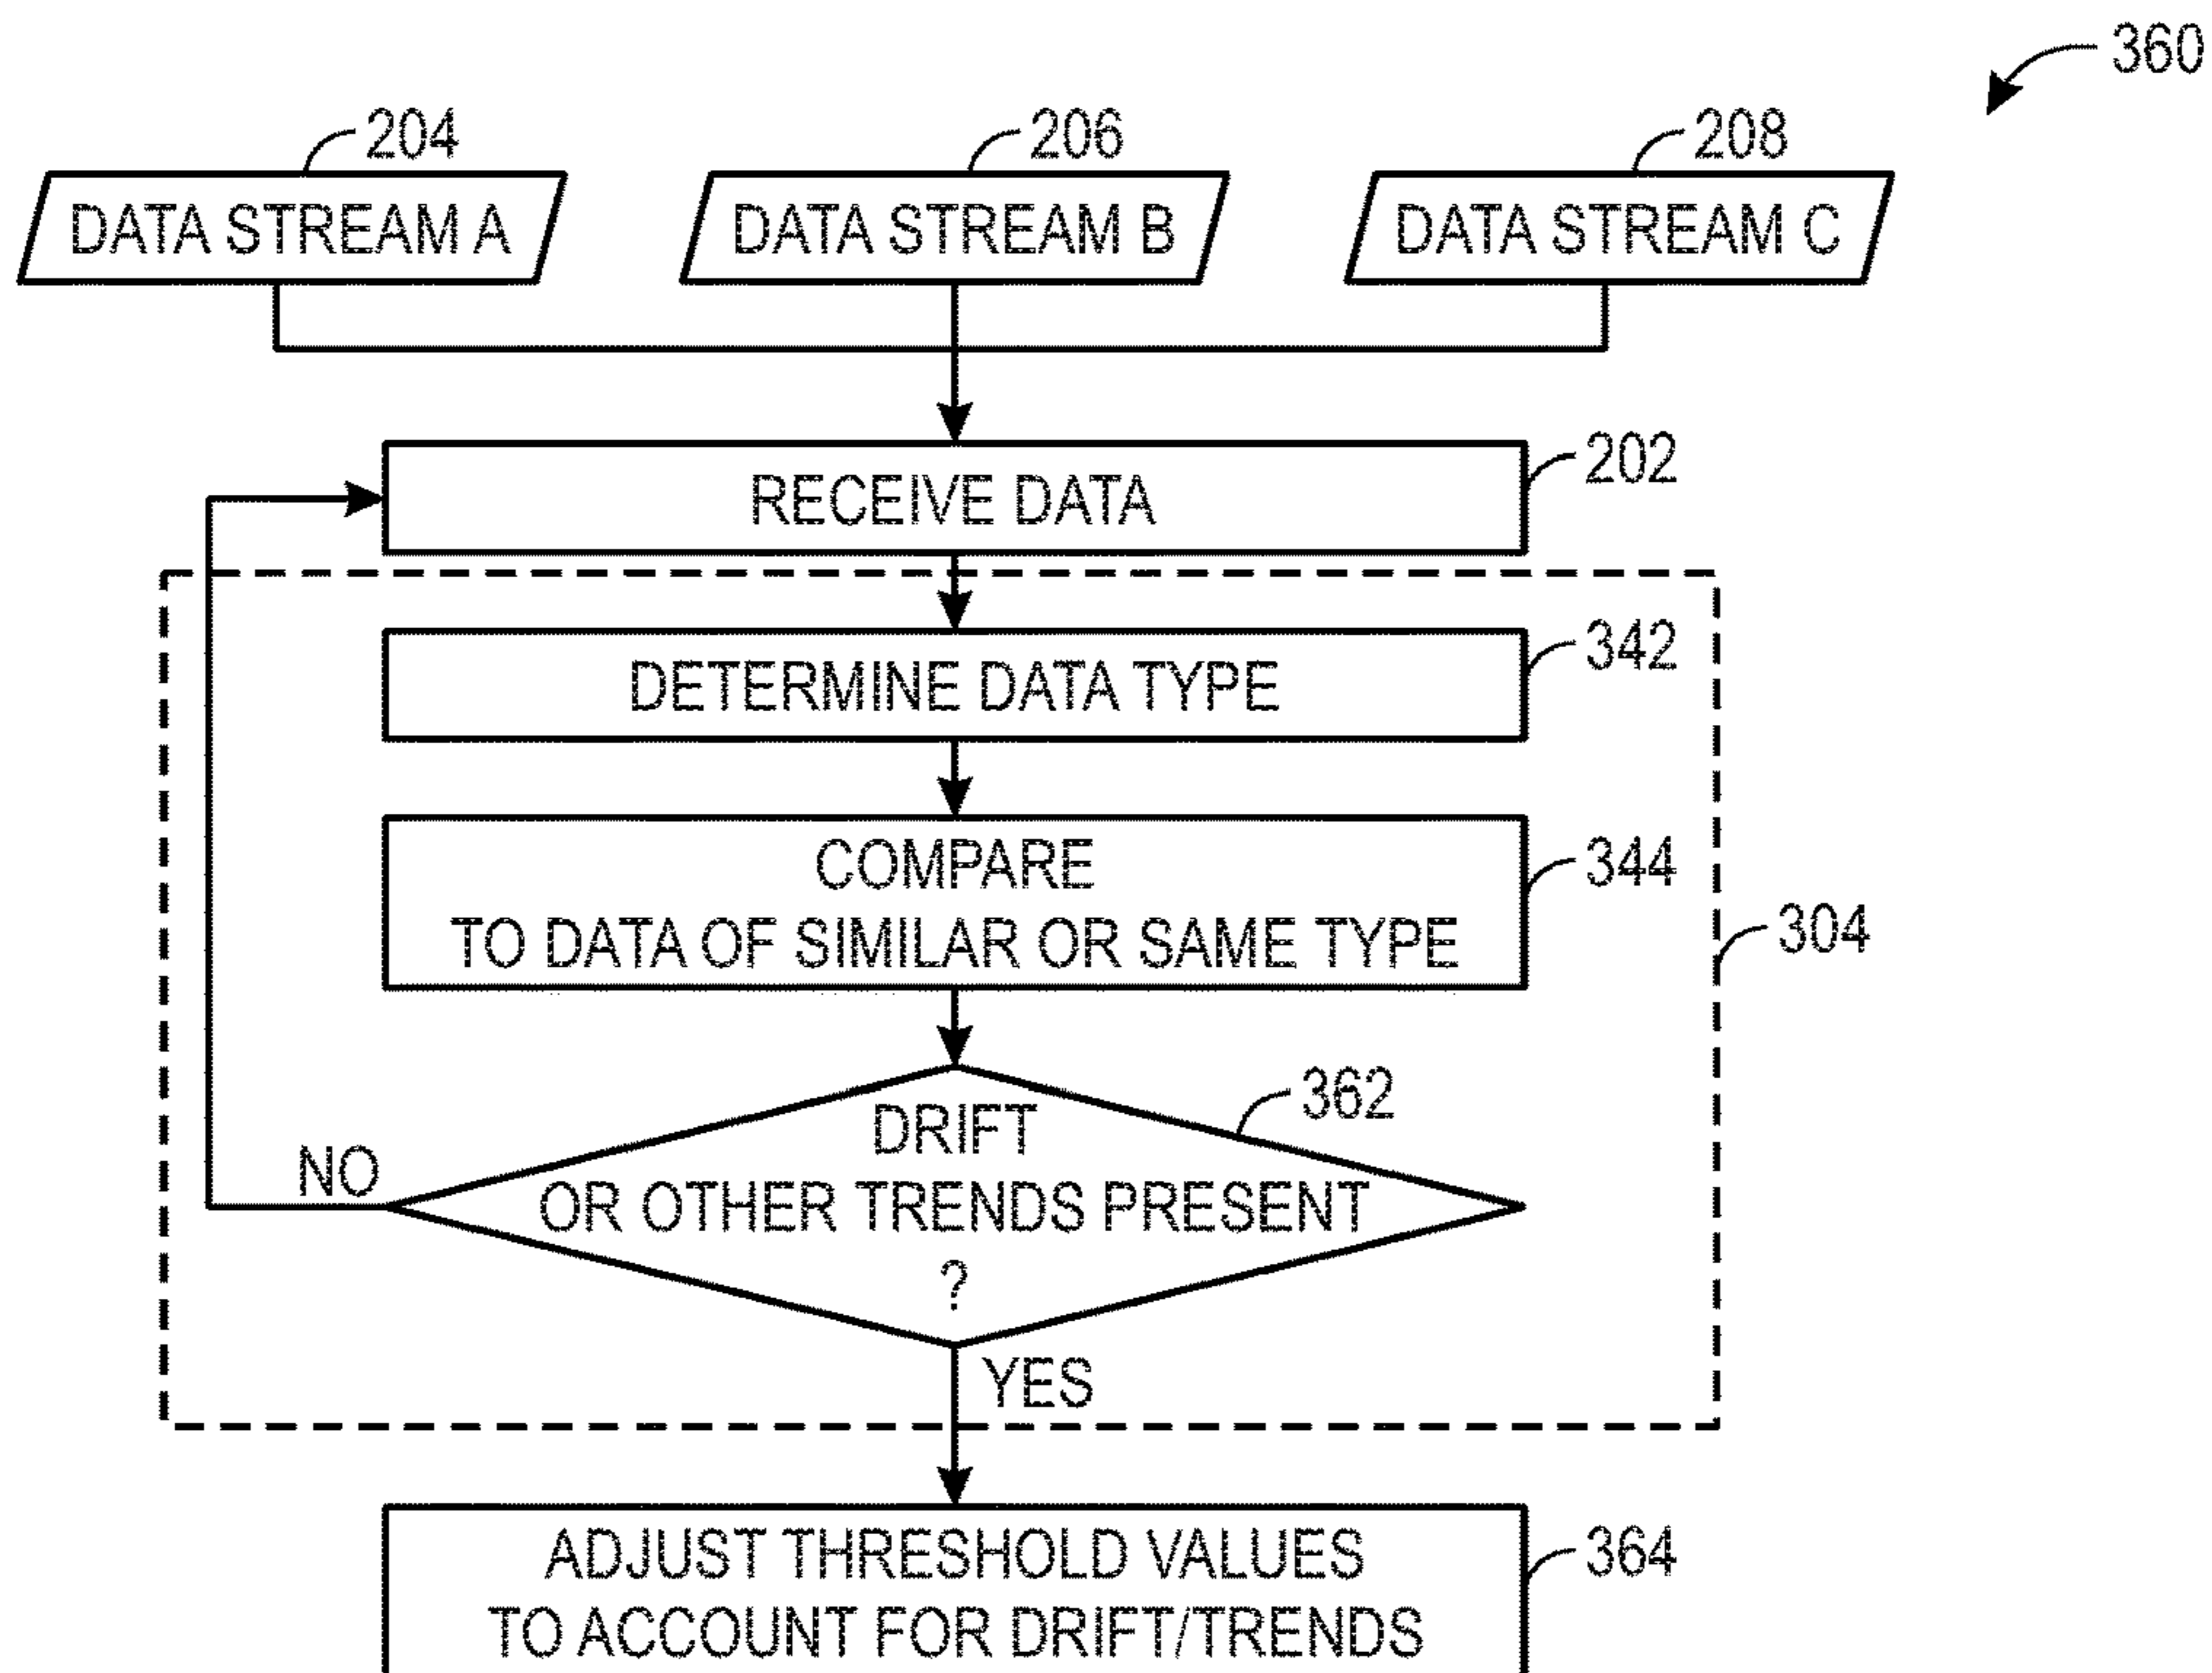 360
204
206
208
DATA STREAM A
DATA STREAM B
DATA STREAM C
202
RECEIVE DATA
342
DETERMINE DATA TYPE
COMPARE
344
TO DATA OF SIMILAR OR SAME TYPE
304
362
DRIFT
NO
OR OTHER TRENDS PRESENT
?
YES
ADJUST THRESHOLD VALUES
364
TO ACCOUNT FOR DRIFT/TRENDS